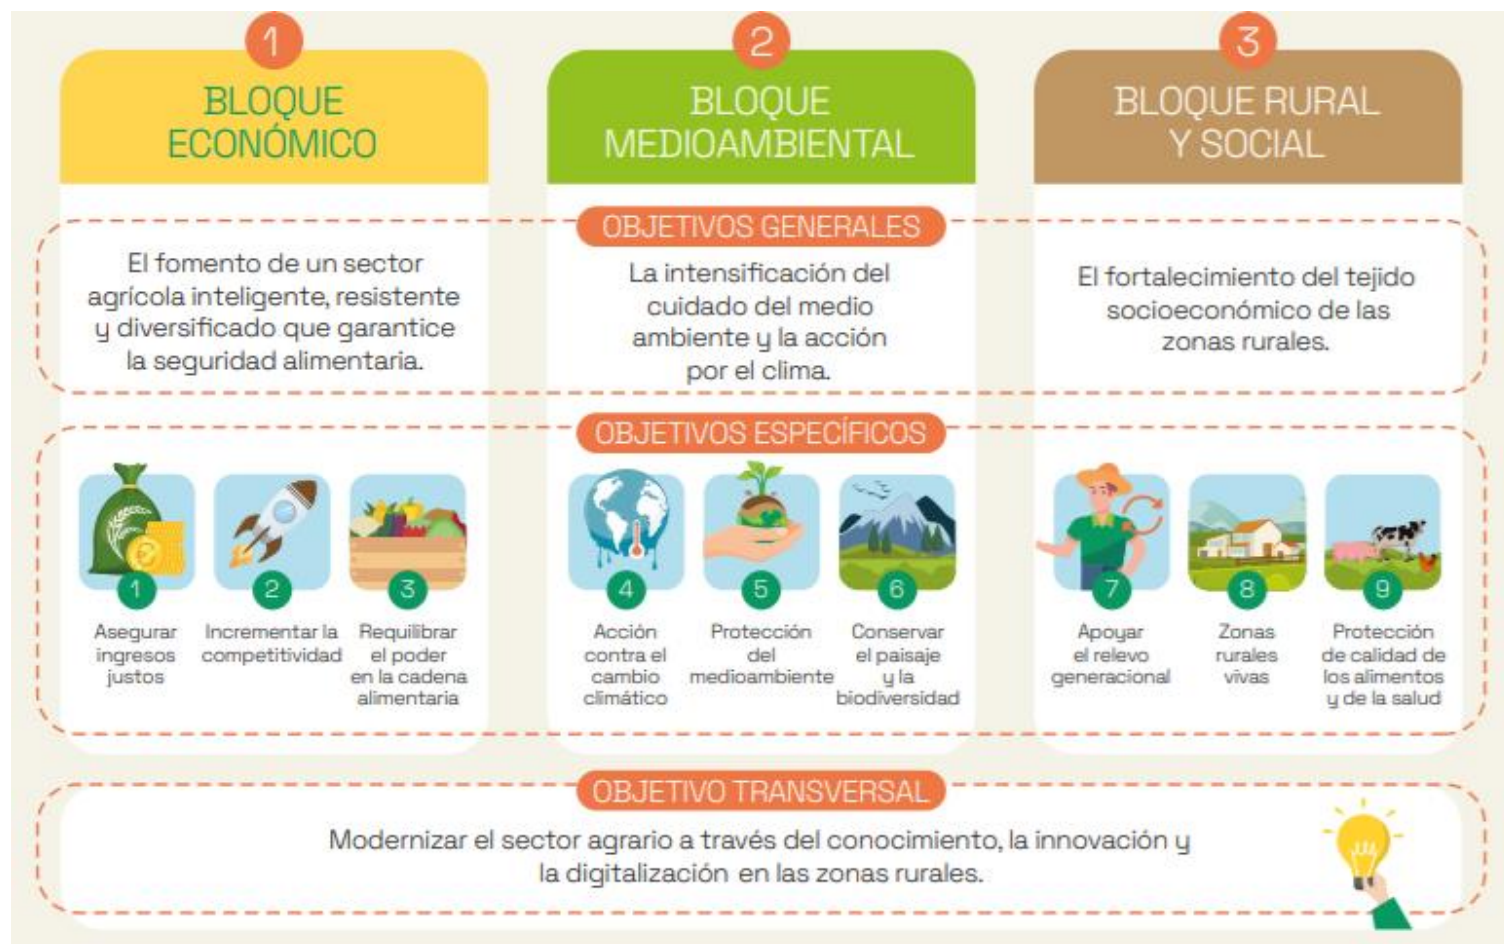 1
BLOQUE
ECONÓMICO
2
BLOQUE
MEDIOAMBIENTAL
3
BLOQUE RURAL
Y SOCIAL
OBJETIVOS GENERALES
El fomento de un sector
agrícola inteligente, resistente
y diversificado que garantice
la seguridad alimentaria.
La intensificación del
cuidado del medio
ambiente y la acción
por el clima.
El fortalecimiento del tejido
socioeconómico de las
zonas rurales.
OBJETIVOS ESPECÍFICOS
1
Asegurar
ingresos
justos
2
Incrementar la
competitividad
3
Requilibrar
el poder
en la cadena
alimentaria
4
Acción
contra el
cambio
climático
5
Protección
del
medioambiente
6
Conservar
el paisaje
y la
biodiversidad
7
Apoyar
el relevo
generacional
8
Zonas
rurales
vivas
9
Protección
de calidad de
los alimentos
y de la salud
OBJETIVO TRANSVERSAL
Modernizar el sector agrario a través del conocimiento, la innovación y
la digitalización en las zonas rurales.